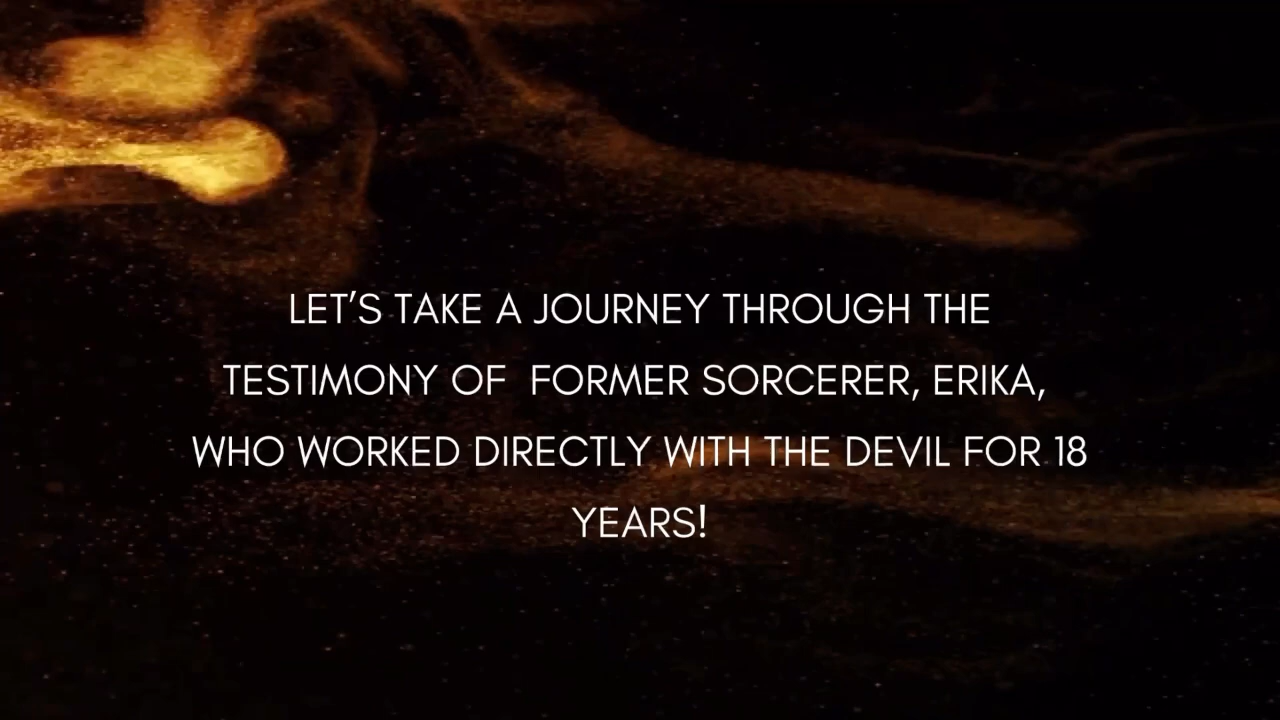 LET'S TAKE A JOURNEY THROUGH THE
TESTIMONY OF  FORMER SORCERER, ERIKA,
WHO WORKED DIRECTLY WITH THE DEVIL FOR 18
YEARS!